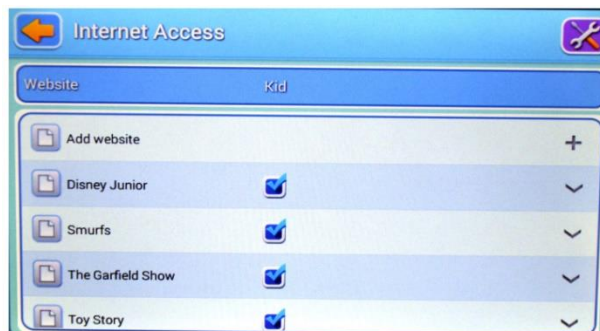 Internet Access
Website Kid
Add website
Disney Junior
Smurfs
The Garfield Show
Toy Story